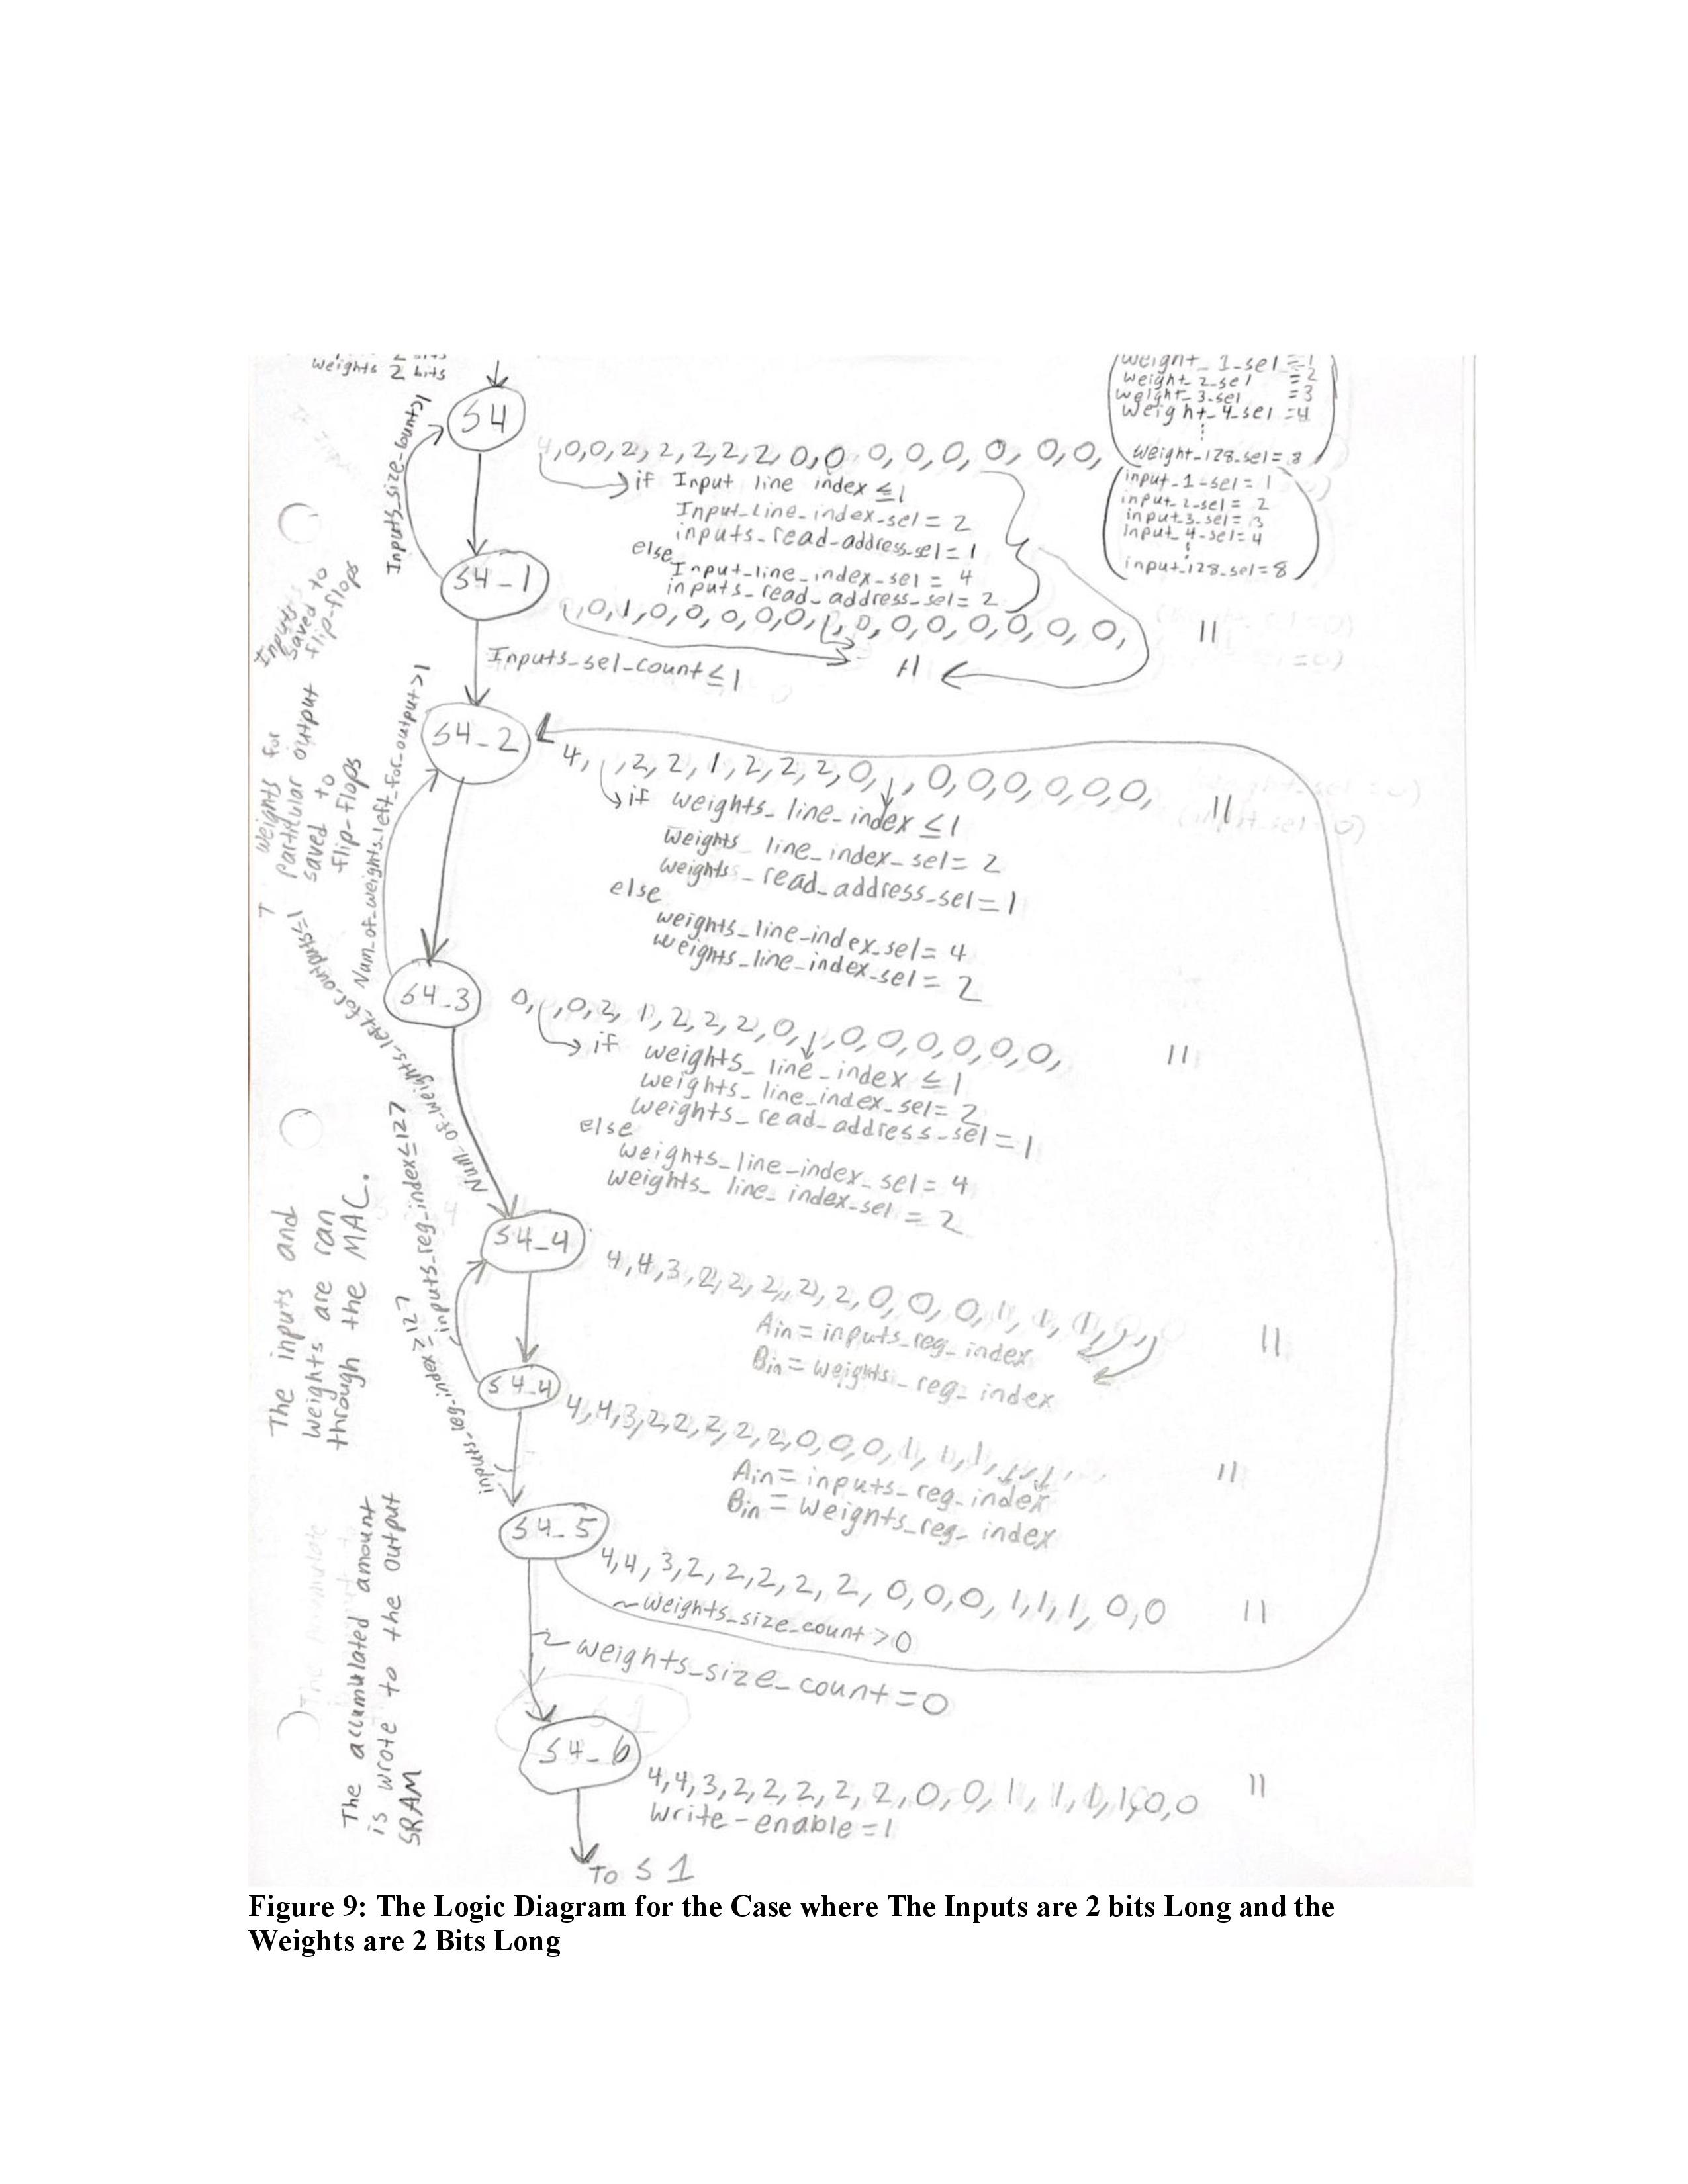 weights 2 bits
S4
4,0,0,2,2,2,2,2,0,0,0,0,0,0,0,0,
if Input line index ≤1
Input_Line_index_sel = 2
inputs_read_address_sel=1
else
Input_line_index_sel = 4
inputs_read_address_sel= 2
weight_1_sel =1
weight_2_sel =2
weight_3_sel =3
weight_4_sel =4
weight_128_sel= 8
input_1_sel= 1
input_2_sel= 2
input_3_sel= 3
input_4_sel=4
input_128_sel=8
Inputs_size_count>1
S4_1
,0,1,0,0,0,0,0,1,0,0,0,0,0,0,0, 11
Inputs saved to flip-flops
Inputs_sel_count≤1
S4_2
4, ,2,2,1,2,2,2,0, ,0,0,0,0,0,0, 11
if weights_line_index ≤1
weights line_index_sel= 2
weights_read_address_sel=1
else
weights_line_index_sel= 4
weights_line_index_sel= 2
weights for
particular output
saved to
flip-flops
Num_of_weights_left_for_output>1
S4_3
0, ,0,2,1,2,2,2,0, ,0,0,0,0,0,0, 11
if weights_line_index ≤1
weights_line_index_sel= 2
weights_read_address_sel=1
else
weights_line_index_sel= 4
weights_line_index_sel = 2
Num_of_weights_left_for_outputs=1
S4_4
4,4,3,2,2,2,2,2,0,0,0,1,1,1, 11
Ain= inputs_reg_index
Bin= weights_reg_index
inputs_reg_index≤127
The inputs and
weights are ran
through the MAC.
S4_4
4,4,3,2,2,2,2,2,0,0,0,1,1,1, 11
Ain= inputs_reg_index
Bin= weights_reg_index
inputs_reg_index≥127
S4_5
4,4,3,2,2,2,2,2,0,0,0,1,1,1,0,0 11
weights_size_count >0
weights_size_count=0
The accumulated amount
is wrote to the output
SRAM
S4_6
4,4,3,2,2,2,2,2,0,0,1,1,1,1,0,0 11
write-enable=1
To S1
Figure 9: The Logic Diagram for the Case where The Inputs are 2 bits Long and the
Weights are 2 Bits Long